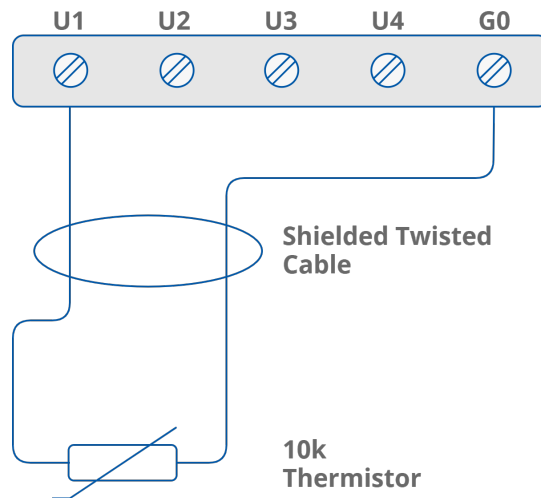 U1 U2 U3 U4 G0
Shielded Twisted
Cable
10k
Thermistor